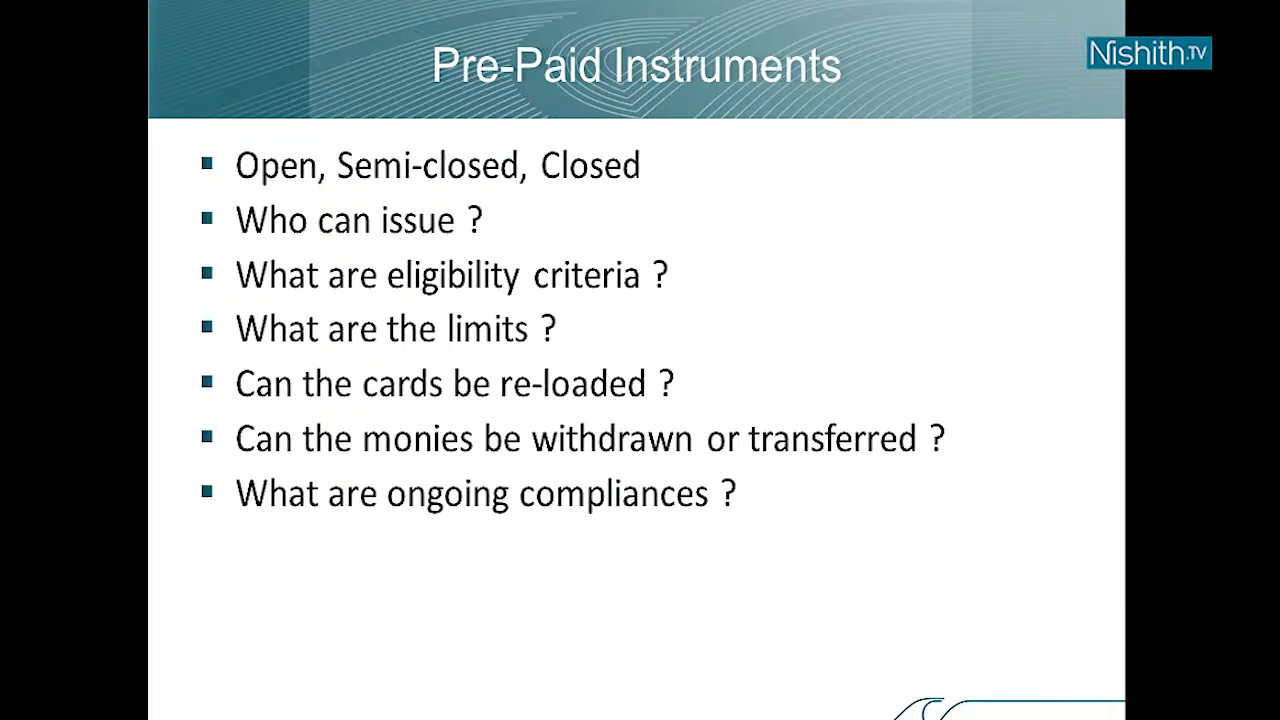 Pre-Paid Instruments
Nishith.TV
Open, Semi-closed, Closed
Who can issue ?
What are eligibility criteria ?
What are the limits ?
Can the cards be re-loaded ?
Can the monies be withdrawn or transferred ?
What are ongoing compliances ?